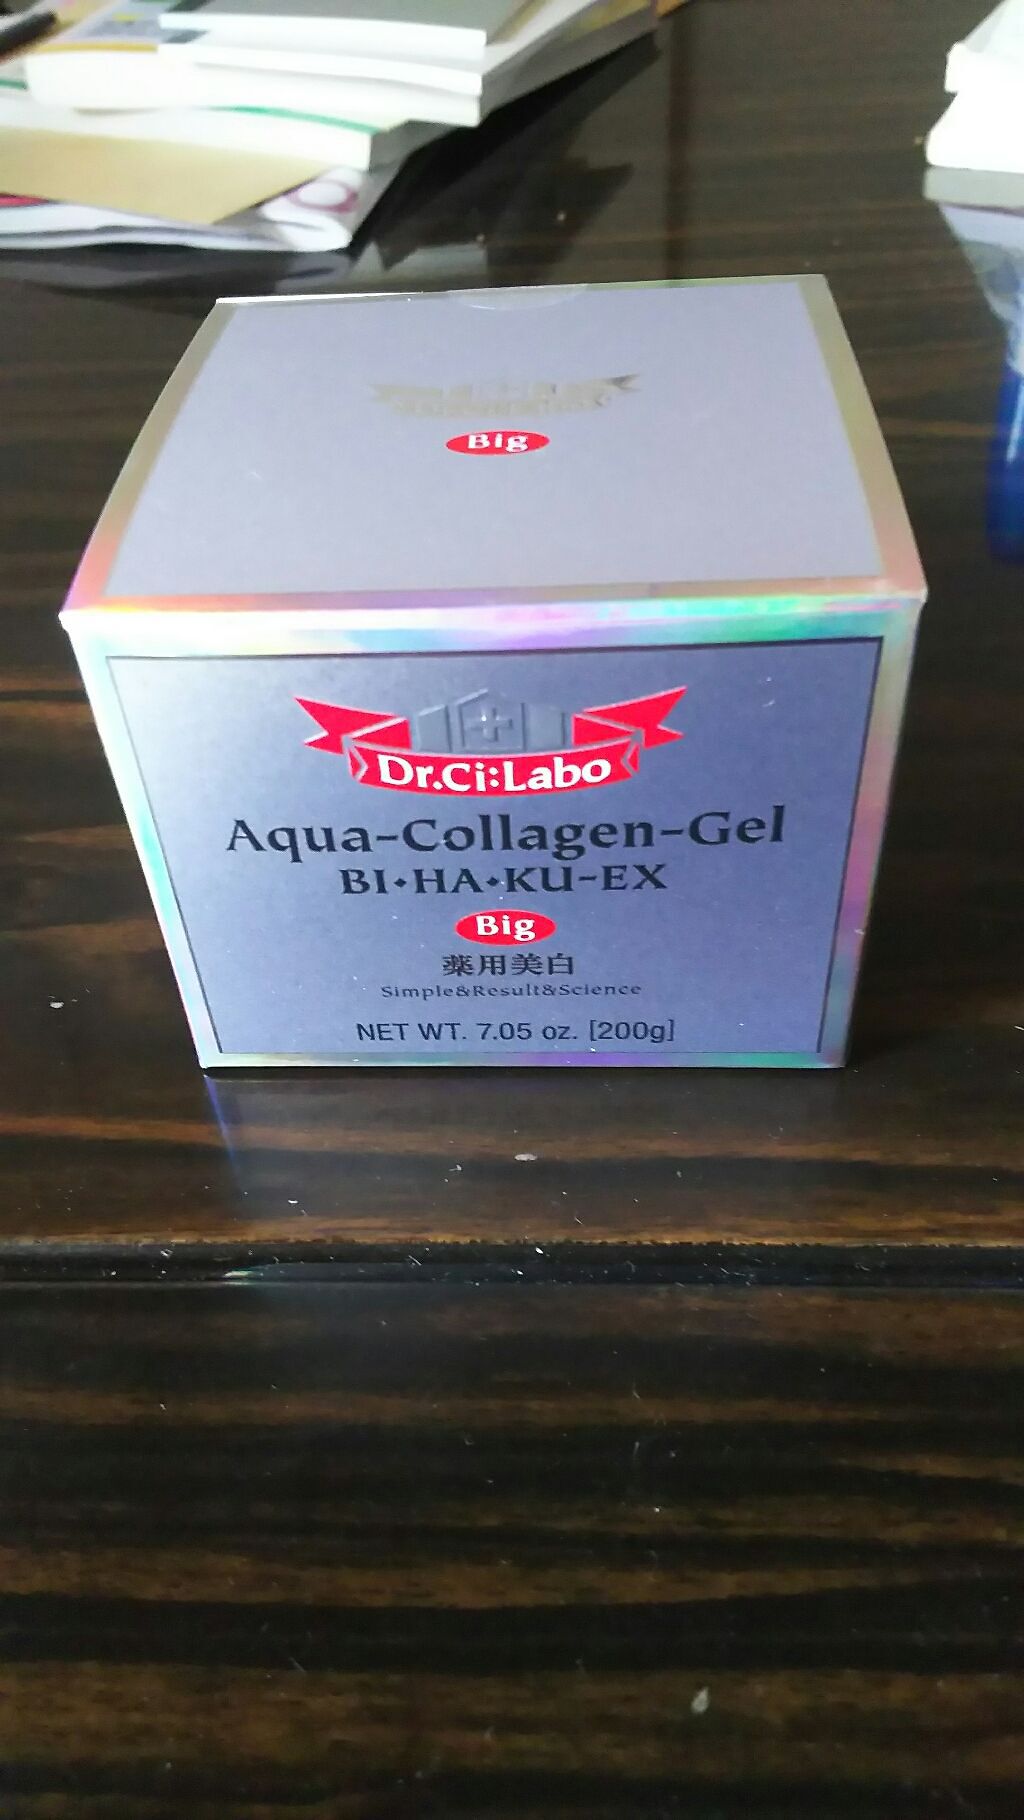 Big
Dr.Ci:Labo
Aqua-Collagen-Gel
BI・HA・KU-EX
Big
薬用美白
Simple&Result&Science
NET WT. 7.05 oz. [200g]